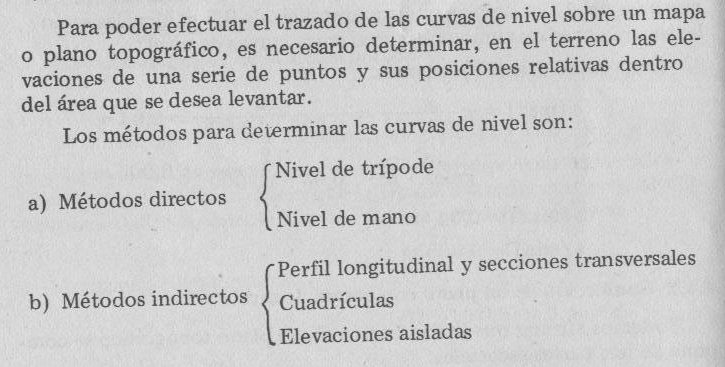 Para poder efectuar el trazado de las curvas de nivel sobre un mapa
o plano topográfico, es necesario determinar, en el terreno las ele-
vaciones de una serie de puntos y sus posiciones relativas dentro
del área que se desea levantar.
Los métodos para determinar las curvas de nivel son:
a) Métodos directos
Nivel de trípode
Nivel de mano
b) Métodos indirectos
Perfil longitudinal y secciones transversales
Cuadrículas
Elevaciones aisladas